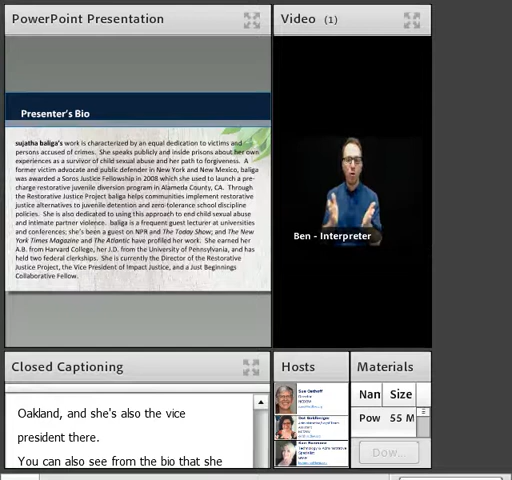 PowerPoint Presentation
Video (1)
Presenter's Bio
sujatha baliga's work is characterized by an equal dedication to victims and
persons accused of crimes. She speaks publicly and inside prisons about her own
experiences as a survivor of child sexual abuse and her path to forgiveness. A
former victim advocate and public defender in New York and New Mexico, baliga
was awarded a Soros Justice Fellowship in 2008 which she used to launch a pre-
charge restorative juvenile diversion program in Alameda County, CA. Through
the Restorative Justice Project baliga helps communities implement restorative
justice alternatives to juvenile detention and zero-tolerance school discipline
policies. She is also dedicated to using this approach to end child sexual abuse
and intimate partner violence. baliga is a frequent guest lecturer at universities
and conferences; she's been a guest on NPR and The Today Show; and The New
York Times Magazine and The Atlantic have profiled her work. She earned her
A.B. from Harvard College, her J.D. from the University of Pennsylvania, and has
held two federal clerkships. She is currently the Director of the Restorative
Justice Project, the Vice President of Impact Justice, and a Just Beginnings
Collaborative Fellow.
Ben - Interpreter
Closed Captioning
Oakland, and she's also the vice
president there.
You can also see from the bio that she
Hosts
Materials
Nan Size
Pow 55 M
Dow...